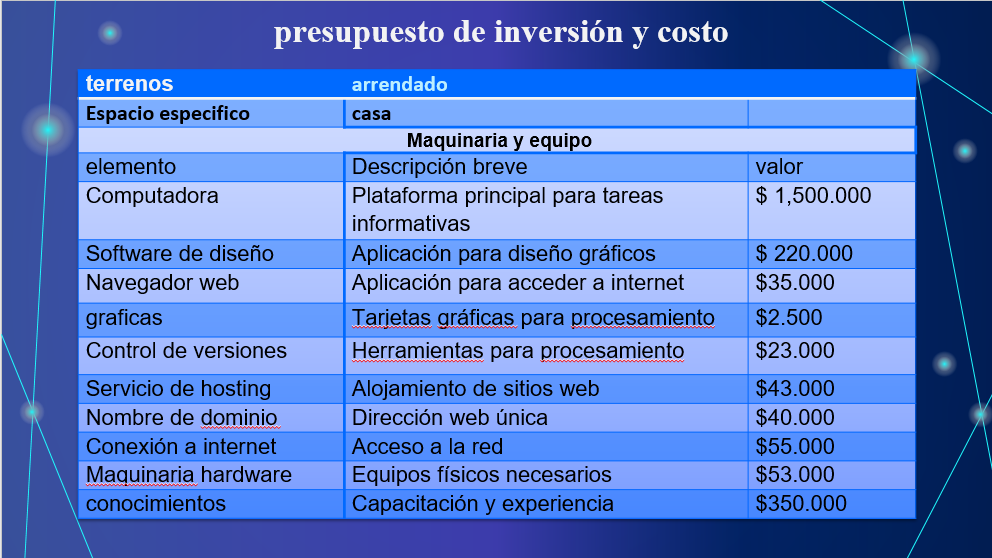 presupuesto de inversión y costo
terrenos arrendado
Espacio especifico casa
Maquinaria y equipo
elemento Descripción breve valor
Computadora Plataforma principal para tareas informativas $ 1,500.000
Software de diseño Aplicación para diseño gráficos $ 220.000
Navegador web Aplicación para acceder a internet $35.000
graficas Tarjetas gráficas para procesamiento $2.500
Control de versiones Herramientas para procesamiento $23.000
Servicio de hosting Alojamiento de sitios web $43.000
Nombre de dominio Dirección web única $40.000
Conexión a internet Acceso a la red $55.000
Maquinaria hardware Equipos físicos necesarios $53.000
conocimientos Capacitación y experiencia $350.000